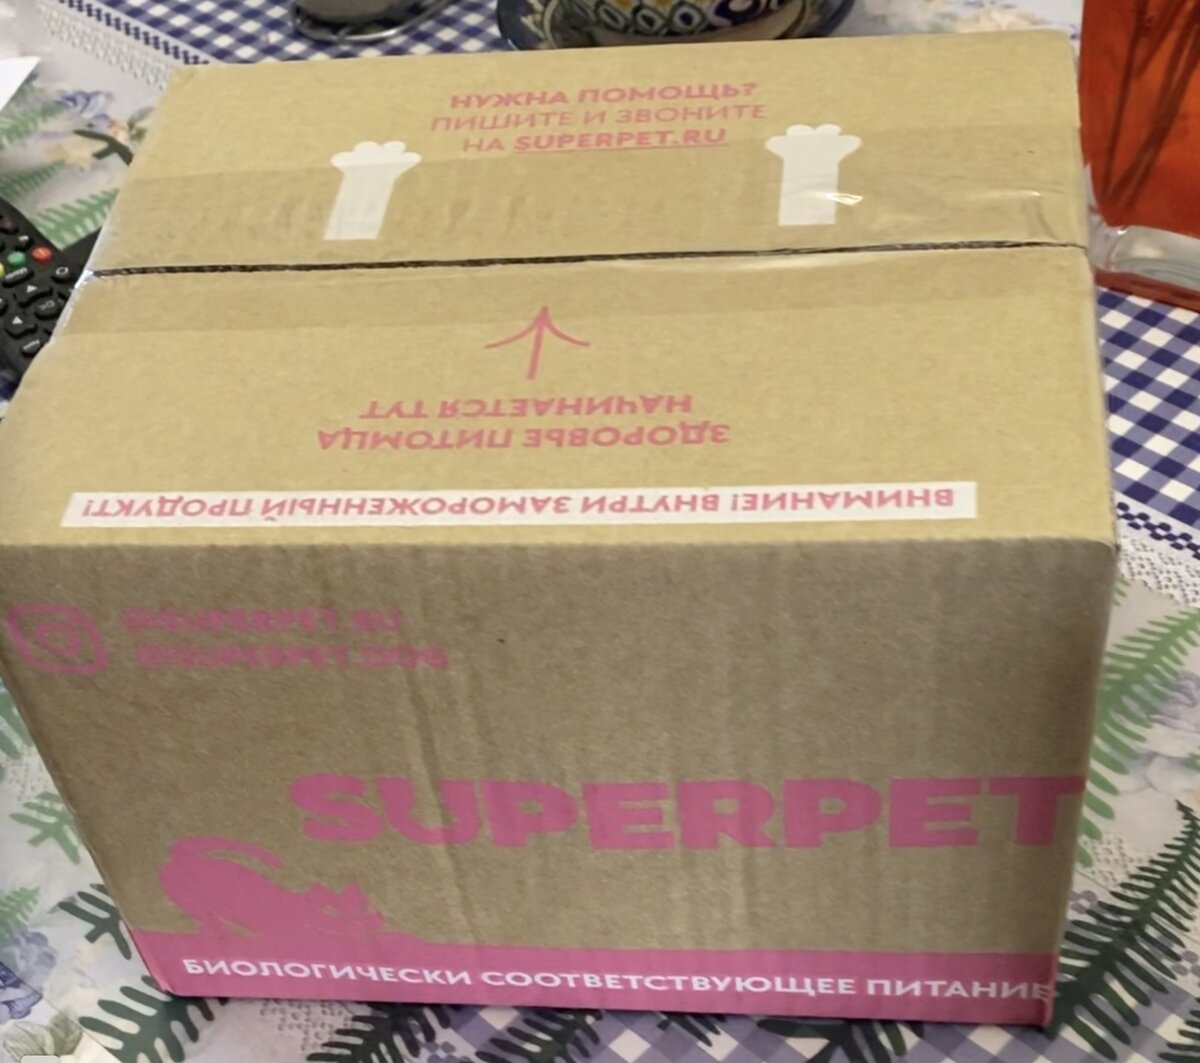 НУЖНА ПОМОЩЬ?
ПИШИТЕ И ЗВОНИТЕ
НА SUPERPET.RU
ЗДОРОВЬЕ ПИТОМЦА
НАЧИНАЕТСЯ ТУТ
ВНИМАНИЕ! ВНУТРИ ЗАМОРОЖЕННЫЙ ПРОДУКТ!
@SUPERPET.RU
@SUPERPET.DOG
SUPERPET
БИОЛОГИЧЕСКИ СООТВЕТСТВУЮЩЕЕ ПИТАНИЕ